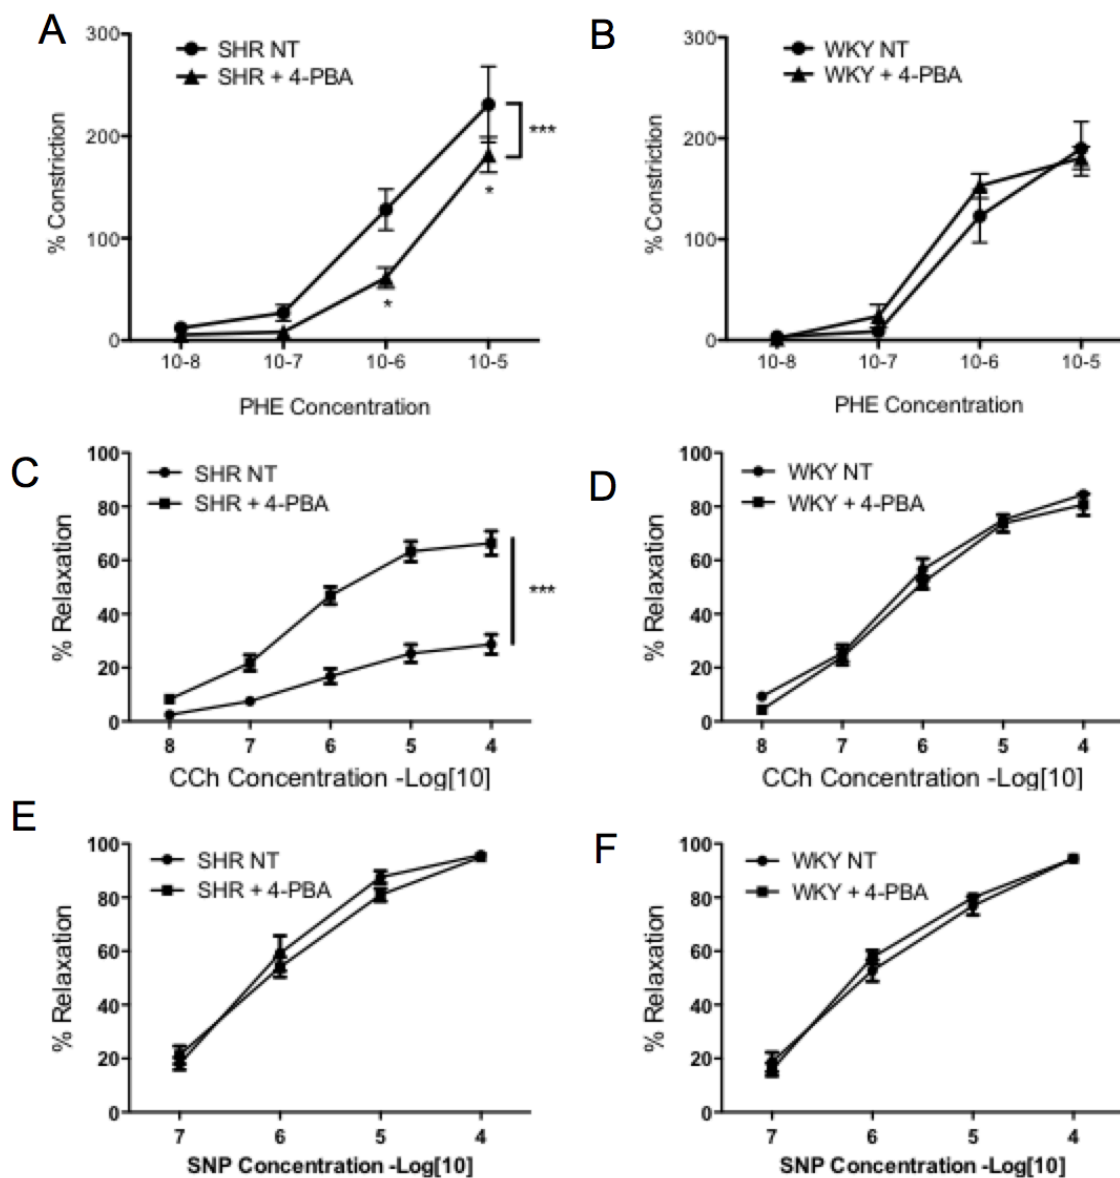 A
300
200
100
0
% Constriction
SHR NT
SHR + 4-PBA
***
*
*
10-8 10-7 10-6 10-5
PHE Concentration
B
300
200
100
0
% Constriction
WKY NT
WKY + 4-PBA
10-8 10-7 10-6 10-5
PHE Concentration
C
100
80
60
40
20
0
% Relaxation
SHR NT
SHR + 4-PBA
***
8 7 6 5 4
CCh Concentration -Log[10]
D
100
80
60
40
20
0
% Relaxation
WKY NT
WKY + 4-PBA
8 7 6 5 4
CCh Concentration -Log[10]
E
100
80
60
40
20
0
% Relaxation
SHR NT
SHR + 4-PBA
7 6 5 4
SNP Concentration -Log[10]
F
100
80
60
40
20
0
% Relaxation
WKY NT
WKY + 4-PBA
7 6 5 4
SNP Concentration -Log[10]